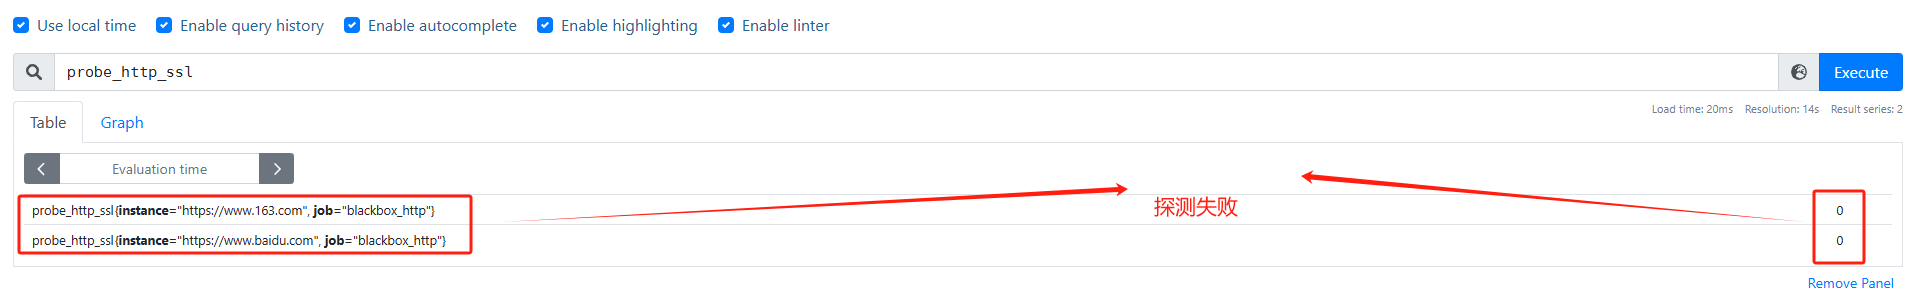 Use local time Enable query history Enable autocomplete Enable highlighting Enable linter
probe_http_ssl Execute
Table Graph Load time: 20ms Resolution: 14s Result series: 2
Evaluation time
probe_http_ssl{instance="https://www.163.com", job="blackbox_http"} 0
探测失败
probe_http_ssl{instance="https://www.baidu.com", job="blackbox_http"} 0
Remove Panel